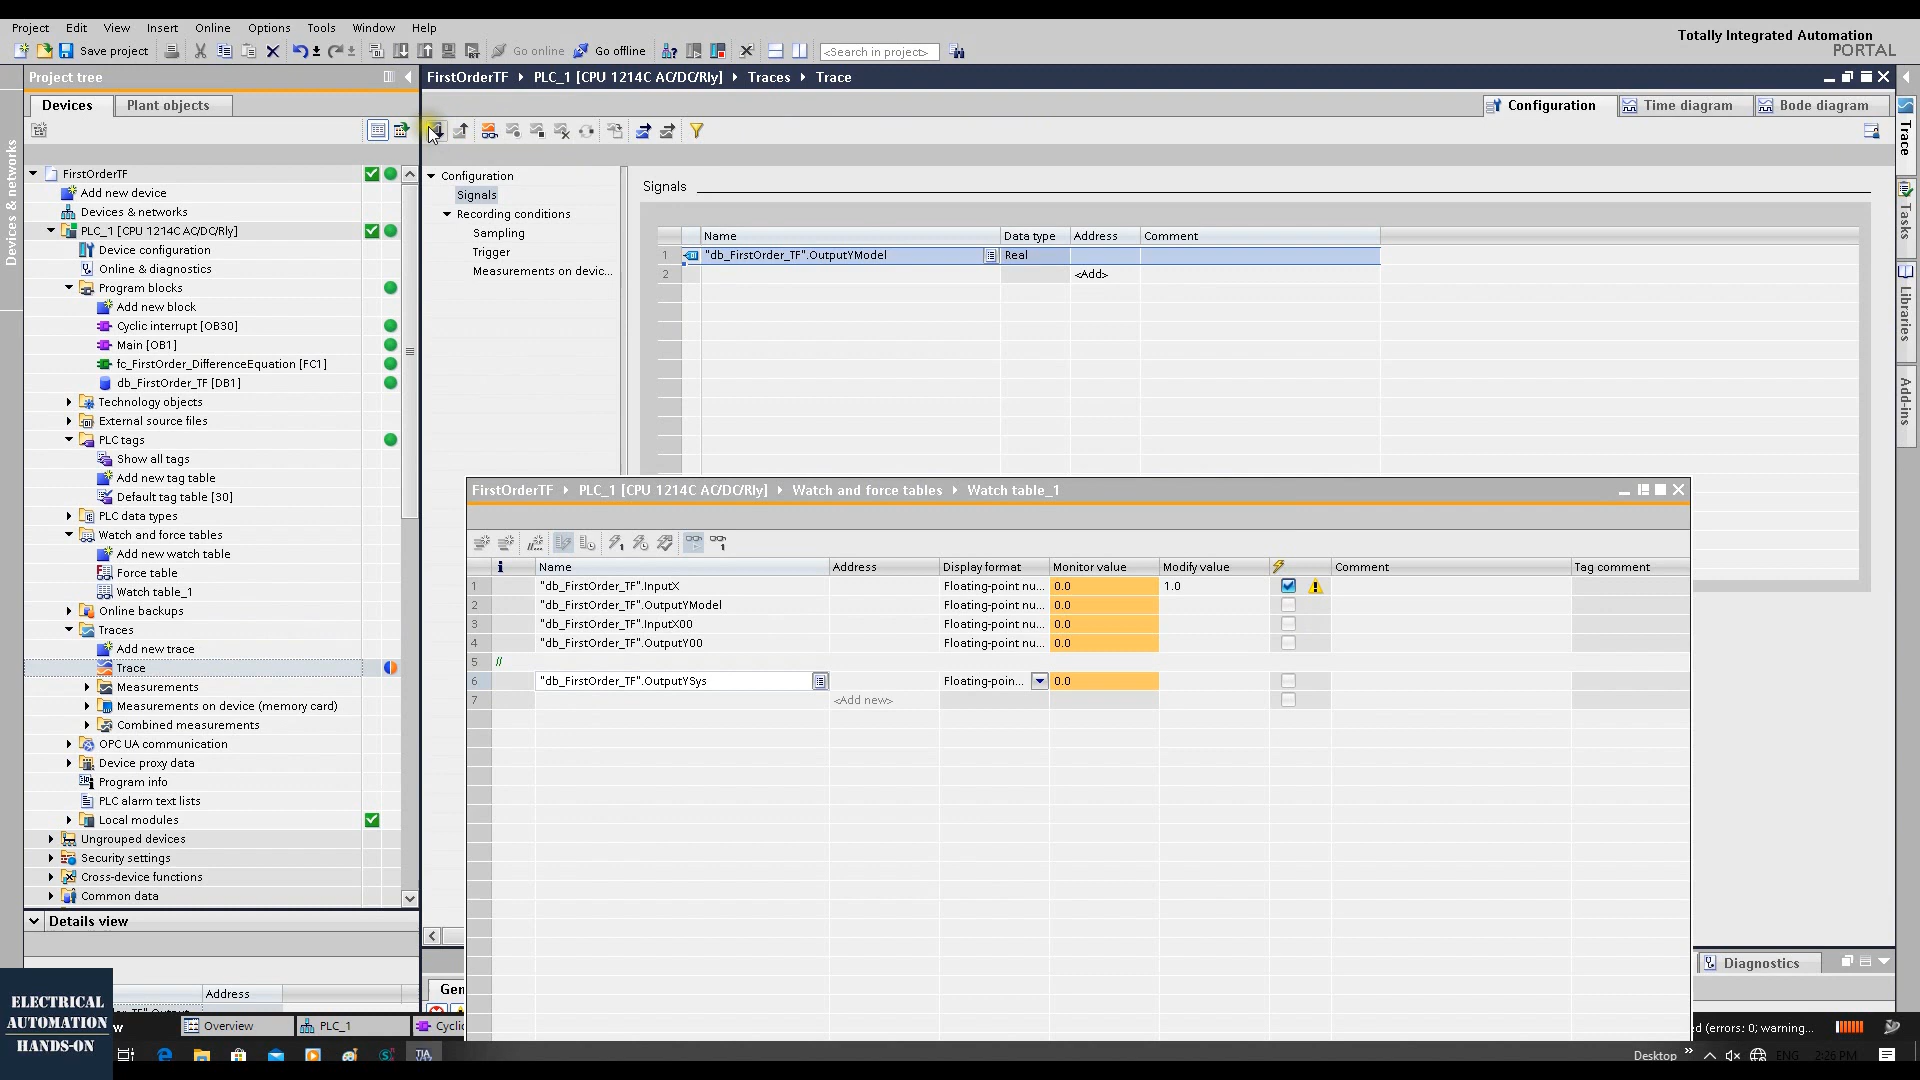 Project Edit View Insert Online Options Tools Window Help
Totally Integrated Automation
PORTAL
Save project Go online Go offline <Search in project>
Project tree
FirstOrderTF PLC_1 [CPU 1214C AC/DC/Rly] Traces Trace
Devices Plant objects
Configuration Time diagram Bode diagram
Devices & networks
FirstOrderTF
Add new device
Devices & networks
PLC_1 [CPU 1214C AC/DC/Rly]
Device configuration
Online & diagnostics
Program blocks
Add new block
Cyclic interrupt [OB30]
Main [OB1]
fc_FirstOrder_DifferenceEquation [FC1]
db_FirstOrder_TF [DB1]
Technology objects
External source files
PLC tags
Show all tags
Add new tag table
Default tag table [30]
PLC data types
Watch and force tables
Add new watch table
Force table
Watch table_1
Online backups
Traces
Add new trace
Trace
Measurements
Measurements on device (memory card)
Combined measurements
OPC UA communication
Device proxy data
Program info
PLC alarm text lists
Local modules
Ungrouped devices
Security settings
Cross-device functions
Common data
Details view
Address
Configuration
Signals
Recording conditions
Sampling
Trigger
Measurements on devic...
Signals
Name Data type Address Comment
1 "db_FirstOrder_TF".OutputYModel Real
2 <Add>
Trace
Tasks
Libraries
Add-ins
FirstOrderTF PLC_1 [CPU 1214C AC/DC/Rly] Watch and force tables Watch table_1
i Name Address Display format Monitor value Modify value Comment Tag comment
1 "db_FirstOrder_TF".InputX Floating-point nu... 0.0 1.0
2 "db_FirstOrder_TF".OutputYModel Floating-point nu... 0.0
3 "db_FirstOrder_TF".InputX00 Floating-point nu... 0.0
4 "db_FirstOrder_TF".OutputY00 Floating-point nu... 0.0
5 //
6 "db_FirstOrder_TF".OutputYSys Floating-poin... 0.0
7 <Add new>
Diagnostics
Gen
Overview PLC_1 Cyclic
d (errors: 0; warning...
ELECTRICAL
AUTOMATION
HANDS-ON
Desktop ENG 2:26 PM